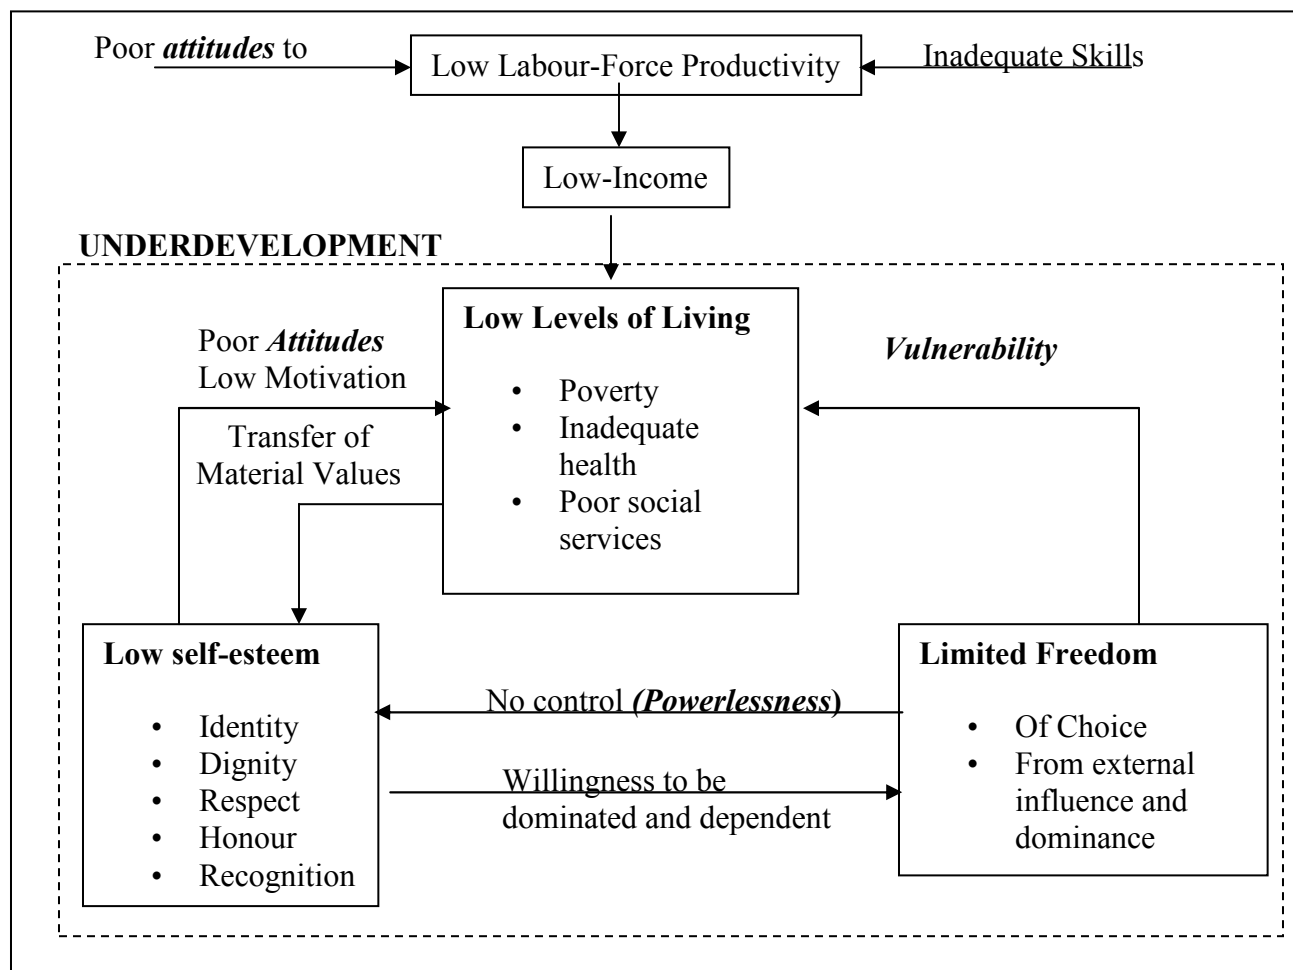 Poor attitudes to
Low Labour-Force Productivity
Inadequate Skills
Low-Income
UNDERDEVELOPMENT
Low Levels of Living
• Poverty
• Inadequate
health
• Poor social
services
Poor Attitudes
Low Motivation
Transfer of
Material Values
Vulnerability
Low self-esteem
• Identity
• Dignity
• Respect
• Honour
• Recognition
No control (Powerlessness)
Willingness to be
dominated and dependent
Limited Freedom
• Of Choice
• From external
influence and
dominance